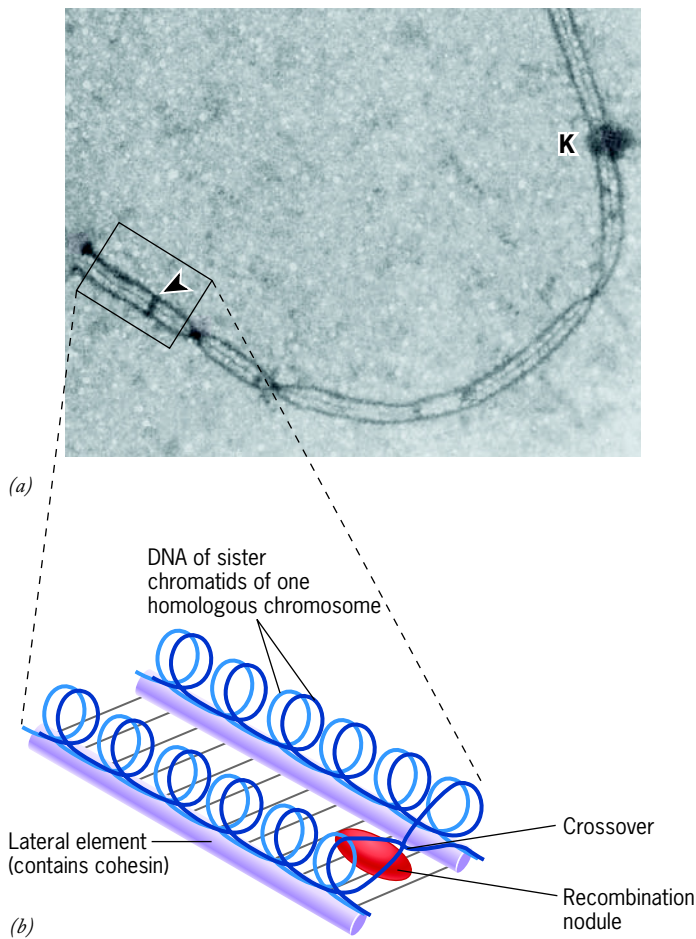 K
(a)
DNA of sister
chromatids of one
homologous chromosome
Lateral element
(contains cohesin)
Crossover
Recombination
nodule
(b)